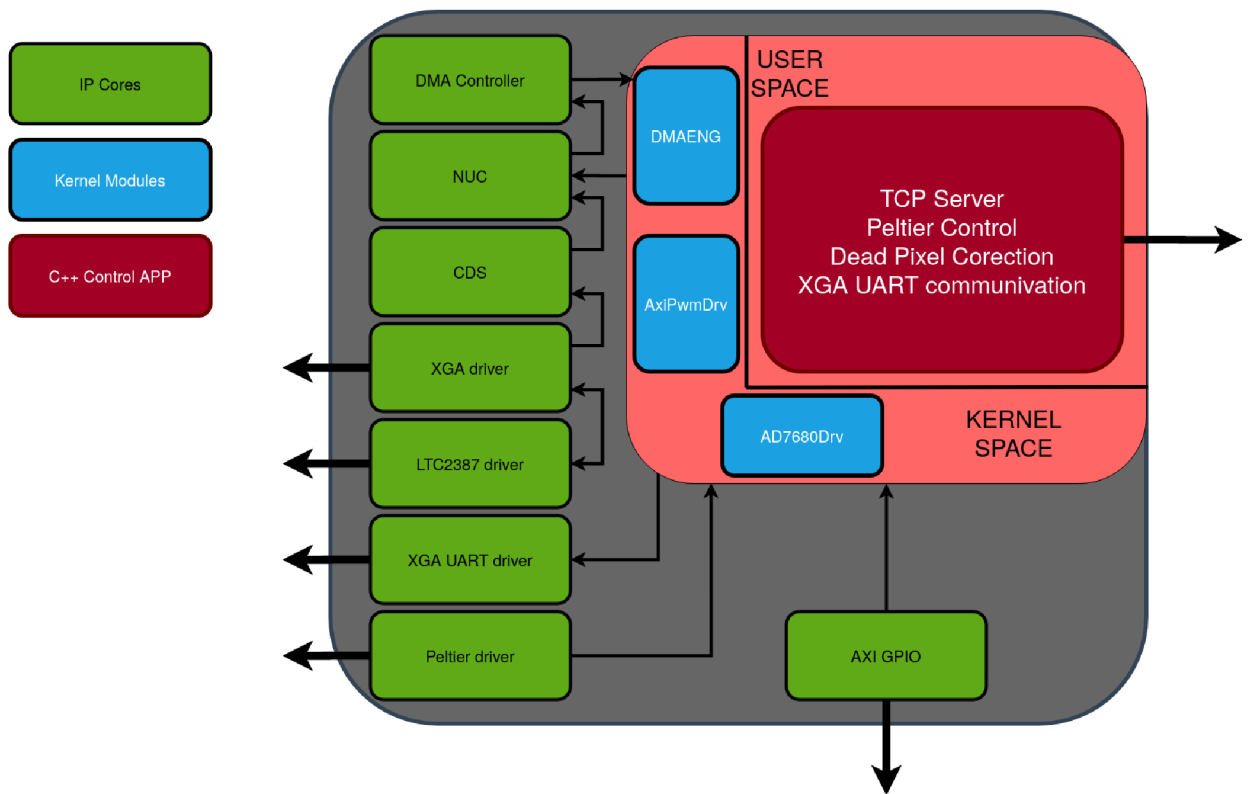 IP Cores
Kernel Modules
C++ Control APP
DMA Controller
NUC
CDS
XGA driver
LTC2387 driver
XGA UART driver
Peltier driver
DMAENG
AxiPwmDrv
AD7680Drv
USER
SPACE
TCP Server
Peltier Control
Dead Pixel Corection
XGA UART communivation
KERNEL
SPACE
AXI GPIO